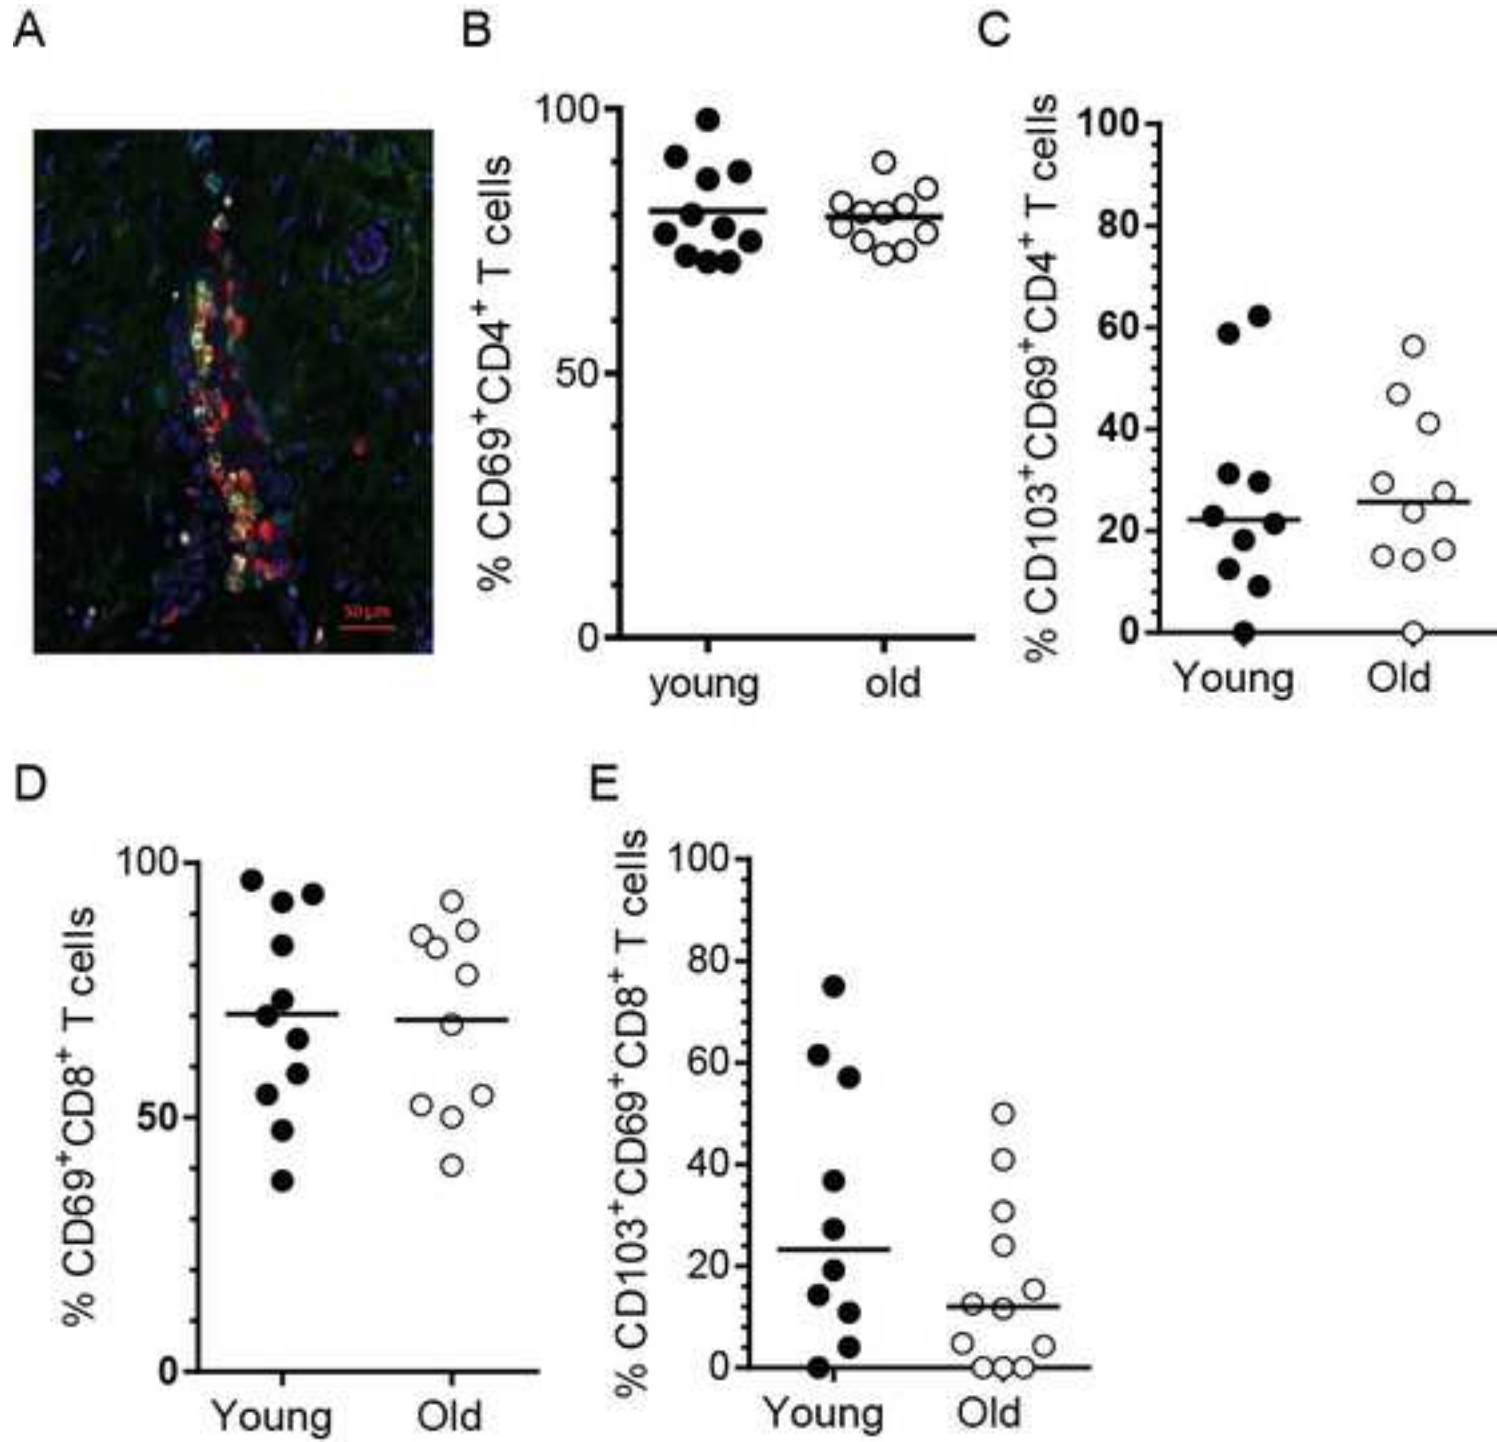 A
50 µm
B
% CD69⁺CD4⁺ T cells
100
50
0
young old
C
% CD103⁺CD69⁺CD4⁺ T cells
100
80
60
40
20
0
Young Old
D
% CD69⁺CD8⁺ T cells
100
50
0
Young Old
E
% CD103⁺CD69⁺CD8⁺ T cells
100
80
60
40
20
0
Young Old